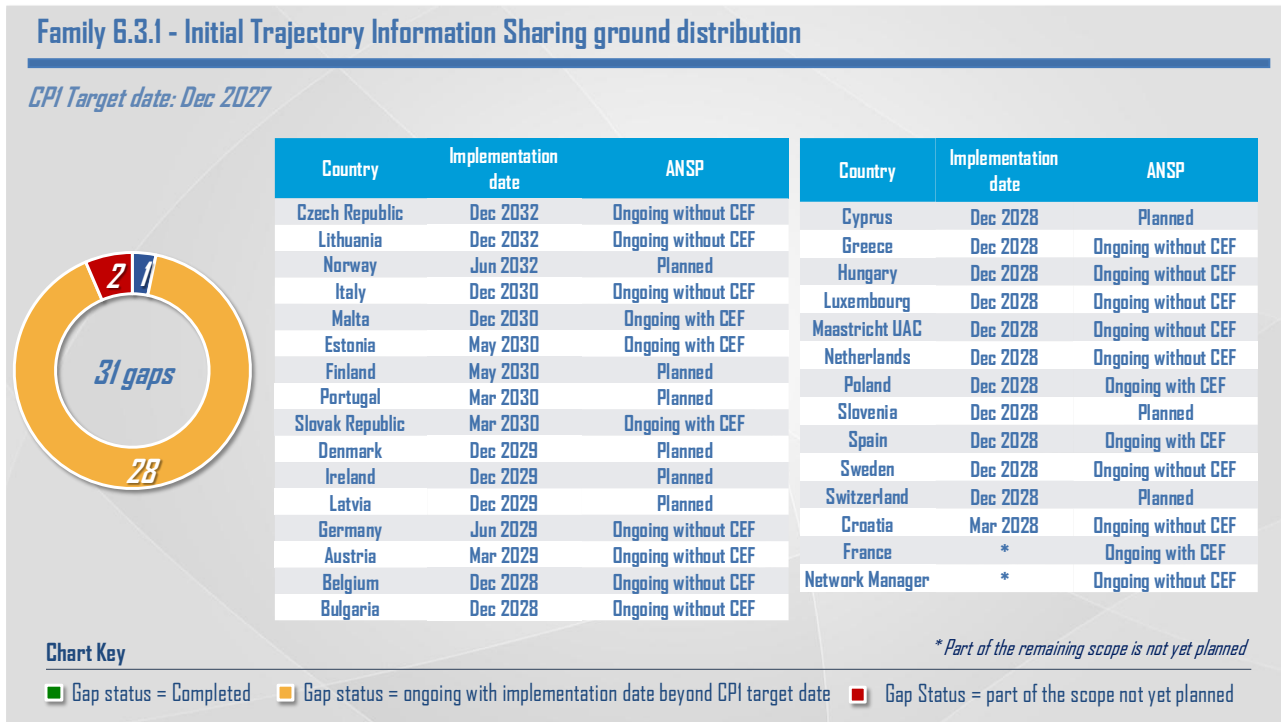 Family 6.3.1 - Initial Trajectory Information Sharing ground distribution
CP1 Target date: Dec 2027
2
1
31 gaps
28
Country Implementation date ANSP
Czech Republic Dec 2032 Ongoing without CEF
Lithuania Dec 2032 Ongoing without CEF
Norway Jun 2032 Planned
Italy Dec 2030 Ongoing without CEF
Malta Dec 2030 Ongoing with CEF
Estonia May 2030 Ongoing with CEF
Finland May 2030 Planned
Portugal Mar 2030 Planned
Slovak Republic Mar 2030 Ongoing with CEF
Denmark Dec 2029 Planned
Ireland Dec 2029 Planned
Latvia Dec 2029 Planned
Germany Jun 2029 Ongoing without CEF
Austria Mar 2029 Ongoing without CEF
Belgium Dec 2028 Ongoing without CEF
Bulgaria Dec 2028 Ongoing without CEF
Country Implementation date ANSP
Cyprus Dec 2028 Planned
Greece Dec 2028 Ongoing without CEF
Hungary Dec 2028 Ongoing without CEF
Luxembourg Dec 2028 Ongoing without CEF
Maastricht UAC Dec 2028 Ongoing without CEF
Netherlands Dec 2028 Ongoing without CEF
Poland Dec 2028 Ongoing with CEF
Slovenia Dec 2028 Planned
Spain Dec 2028 Ongoing with CEF
Sweden Dec 2028 Ongoing without CEF
Switzerland Dec 2028 Planned
Croatia Mar 2028 Ongoing without CEF
France * Ongoing with CEF
Network Manager * Ongoing without CEF
* Part of the remaining scope is not yet planned
Chart Key
Gap status = Completed
Gap status = ongoing with implementation date beyond CP1 target date
Gap Status = part of the scope not yet planned